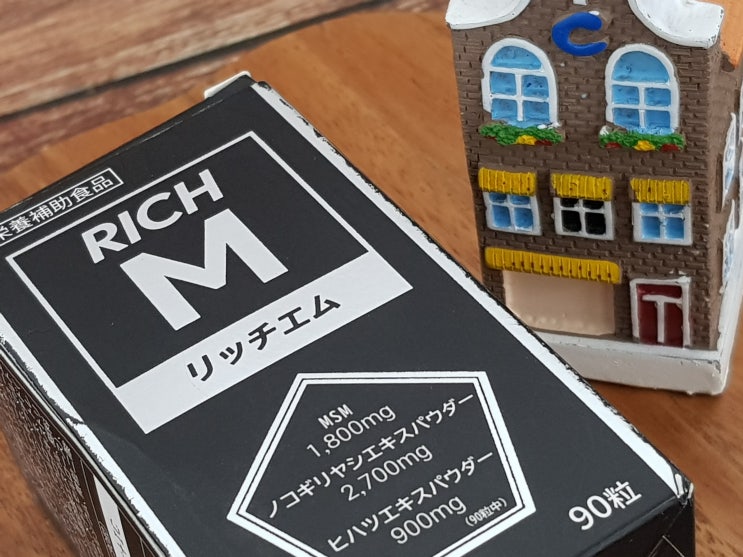 栄養補助食品
RICH
M
リッチエム
MSM
1,800mg
ノコギリヤシエキスパウダー
2,700mg
ヒハツエキスパウダー
900mg
(90粒中)
90粒
C